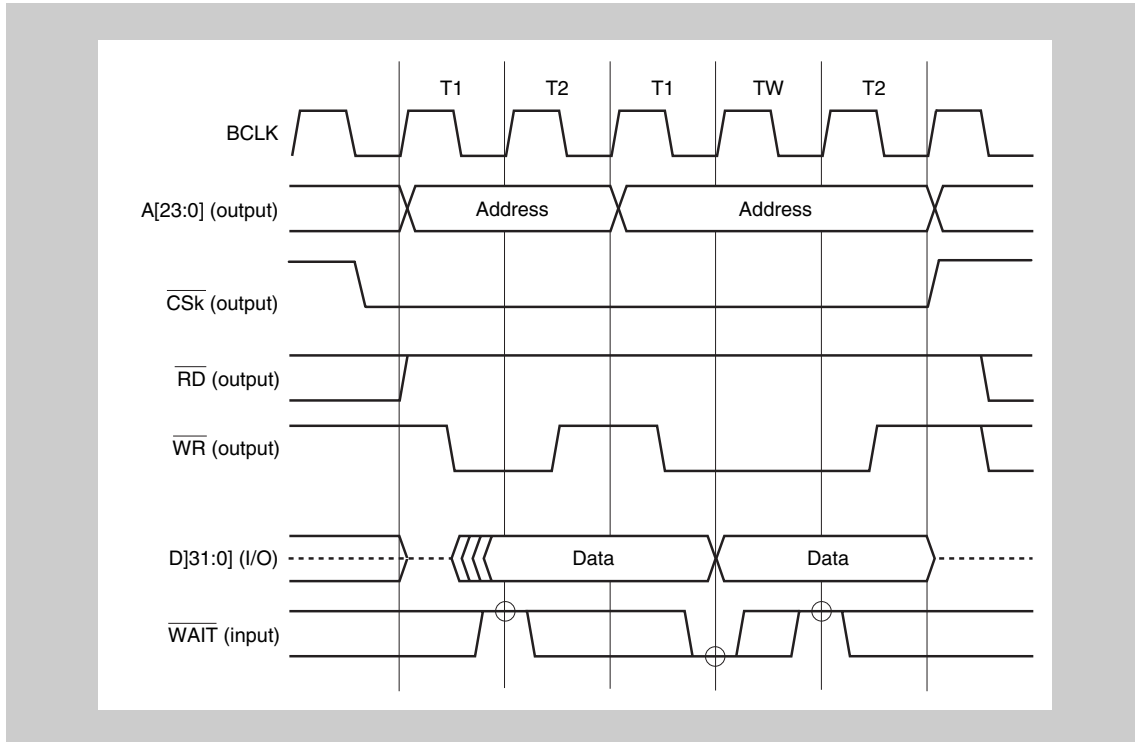 T1 T2 T1 TW T2
BCLK
A[23:0] (output) Address Address
CSk (output)
RD (output)
WR (output)
D]31:0] (I/O) Data Data
WAIT (input)